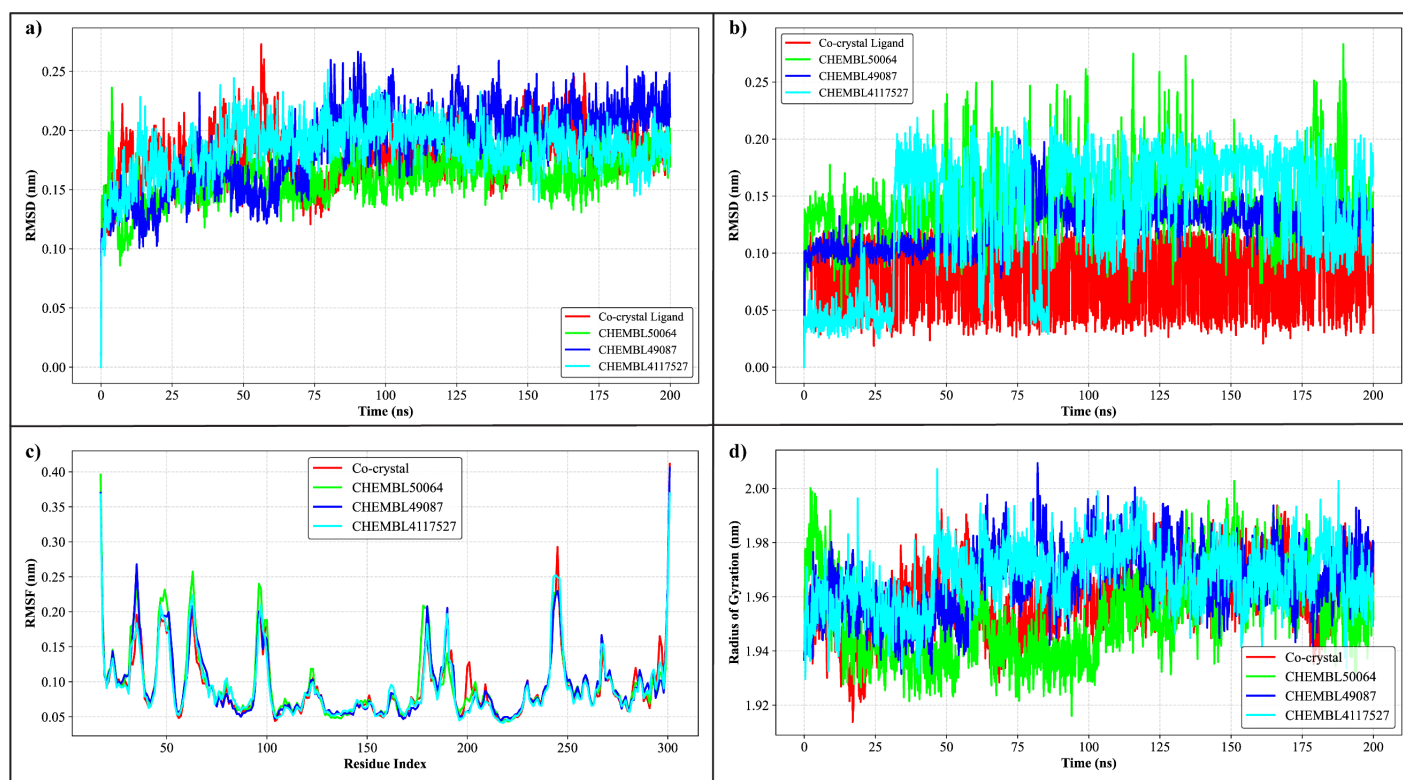 a)
RMSD (nm)
0.25
0.20
0.15
0.10
0.05
0.00
Co-crystal Ligand
CHEMBL50064
CHEMBL49087
CHEMBL4117527
0 25 50 75 100 125 150 175 200
Time (ns)
b)
RMSD (nm)
0.25
0.20
0.15
0.10
0.05
0.00
Co-crystal Ligand
CHEMBL50064
CHEMBL49087
CHEMBL4117527
0 25 50 75 100 125 150 175 200
Time (ns)
c)
RMSF (nm)
0.40
0.35
0.30
0.25
0.20
0.15
0.10
0.05
Co-crystal
CHEMBL50064
CHEMBL49087
CHEMBL4117527
50 100 150 200 250 300
Residue Index
d)
Radius of Gyration (nm)
2.00
1.98
1.96
1.94
1.92
Co-crystal
CHEMBL50064
CHEMBL49087
CHEMBL4117527
0 25 50 75 100 125 150 175 200
Time (ns)